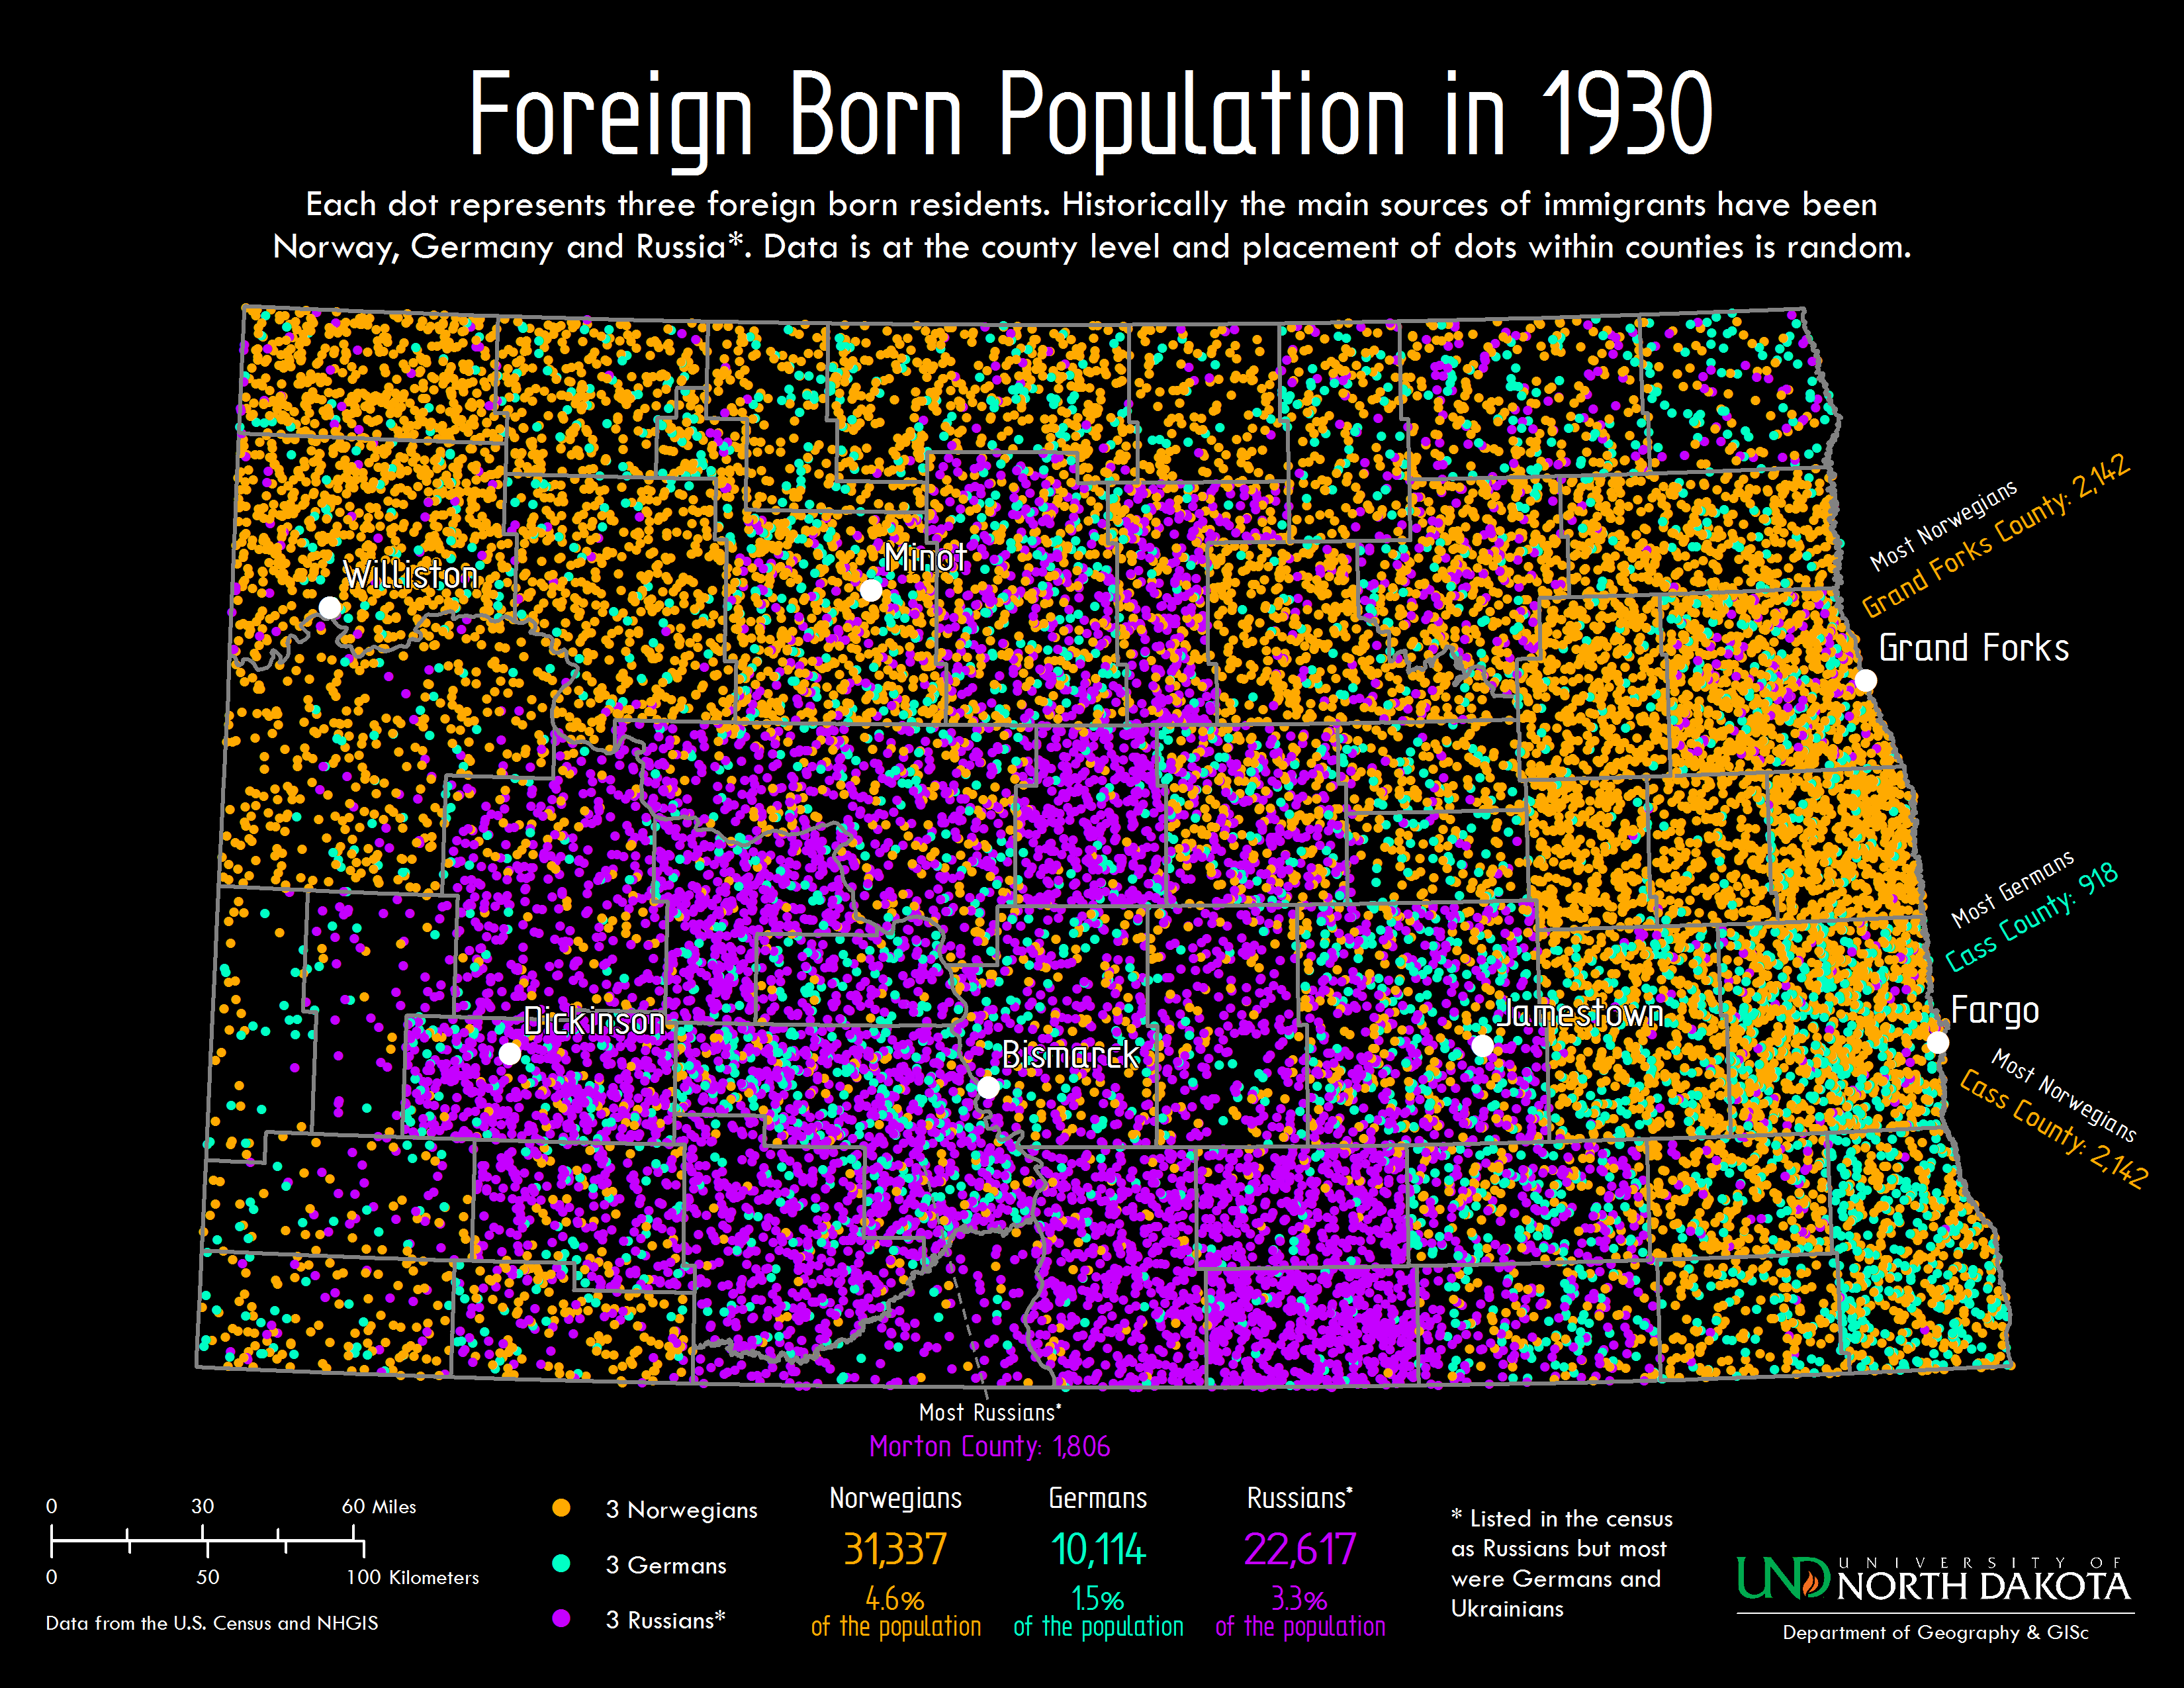 Foreign Born Population in 1930
Each dot represents three foreign born residents. Historically the main sources of immigrants have been
Norway, Germany and Russia*. Data is at the county level and placement of dots within counties is random.
Most Norwegians
Grand Forks County: 2,142
Minot
Williston
Grand Forks
Most Germans
Cass County: 918
Dickinson
Jamestown
Fargo
Bismarck
Most Norwegians
Cass County: 2,142
Most Russians*
Morton County: 1,806
0 30 60 Miles
0 50 100 Kilometers
Data from the U.S. Census and NHGIS
3 Norwegians
3 Germans
3 Russians*
Norwegians
31,337
4.6%
of the population
Germans
10,114
1.5%
of the population
Russians*
22,617
3.3%
of the population
* Listed in the census
as Russians but most
were Germans and
Ukrainians
UND UNIVERSITY OF
NORTH DAKOTA
Department of Geography & GISc